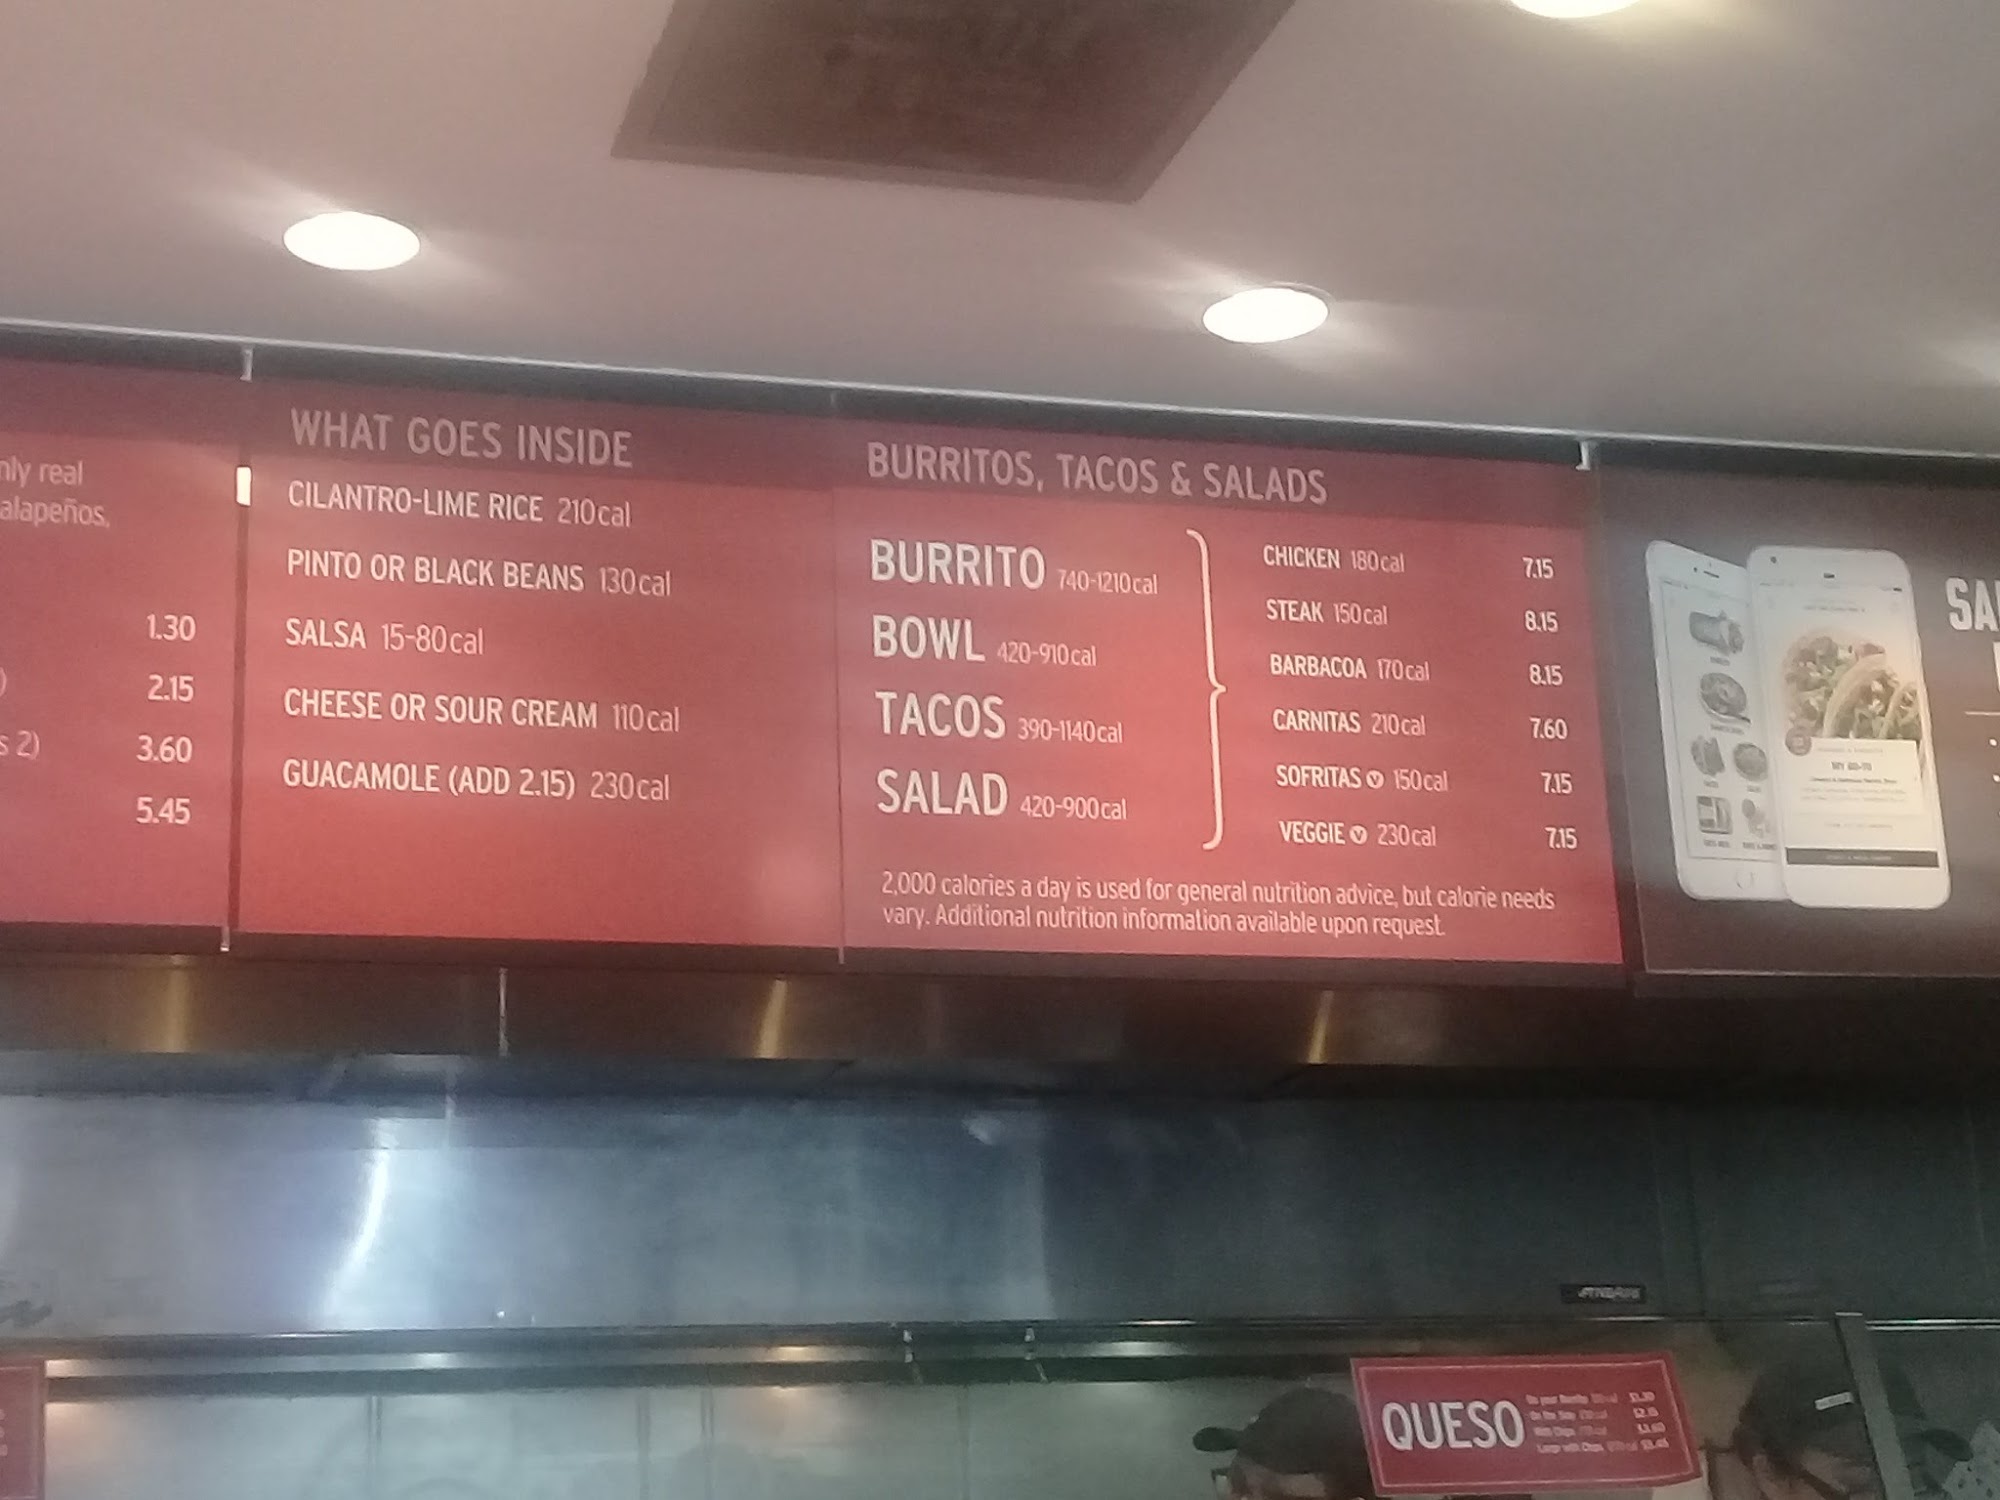 nly real
alapeños,
1.30
) 2.15
s 2) 3.60
5.45
WHAT GOES INSIDE
CILANTRO-LIME RICE 210cal
PINTO OR BLACK BEANS 130cal
SALSA 15-80cal
CHEESE OR SOUR CREAM 110cal
GUACAMOLE (ADD 2.15) 230cal
BURRITOS, TACOS & SALADS
BURRITO 740-1210cal
BOWL 420-910cal
TACOS 390-1140cal
SALAD 420-900cal
CHICKEN 180cal 7.15
STEAK 150cal 8.15
BARBACOA 170cal 8.15
CARNITAS 210cal 7.60
SOFRITAS V 150cal 7.15
VEGGIE V 230cal 7.15
2,000 calories a day is used for general nutrition advice, but calorie needs
vary. Additional nutrition information available upon request.
MY GO-TO
SA
QUESO